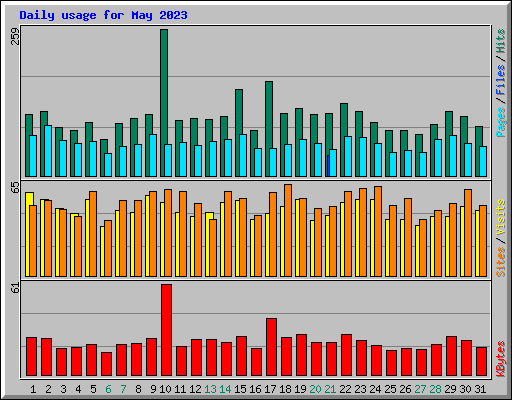 Daily usage for May 2023
259
Pages / Files / Hits
65
Sites / Visits
61
KBytes
1 2 3 4 5 6 7 8 9 10 11 12 13 14 15 16 17 18 19 20 21 22 23 24 25 26 27 28 29 30 31